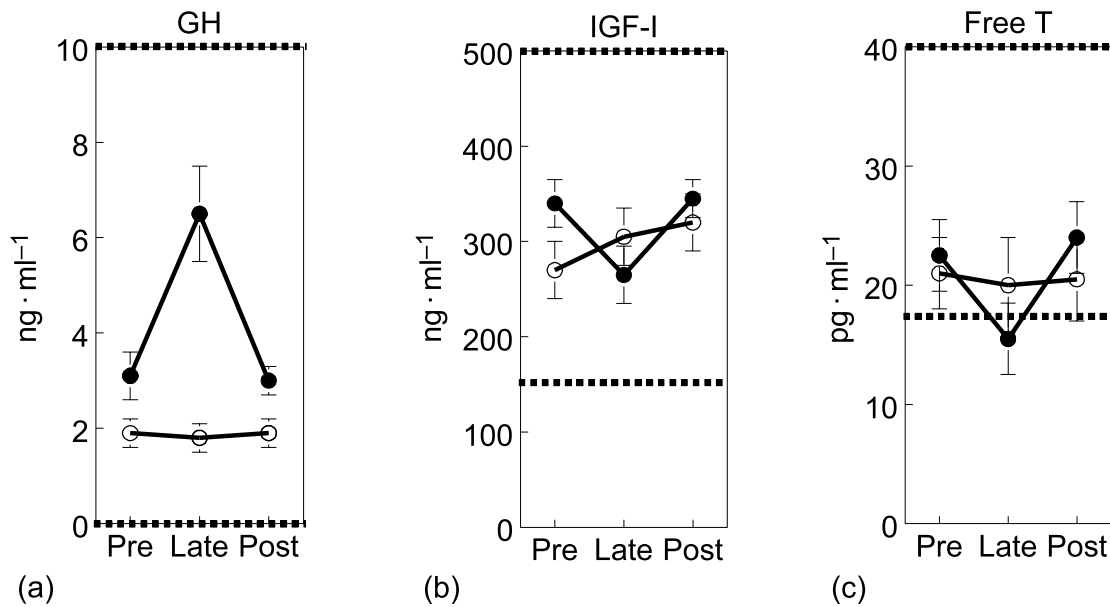 GH
10
8
6
4
2
0
ng · ml⁻¹
Pre Late Post
(a)
IGF-I
500
400
300
200
100
0
ng · ml⁻¹
Pre Late Post
(b)
Free T
40
30
20
10
0
pg · ml⁻¹
Pre Late Post
(c)